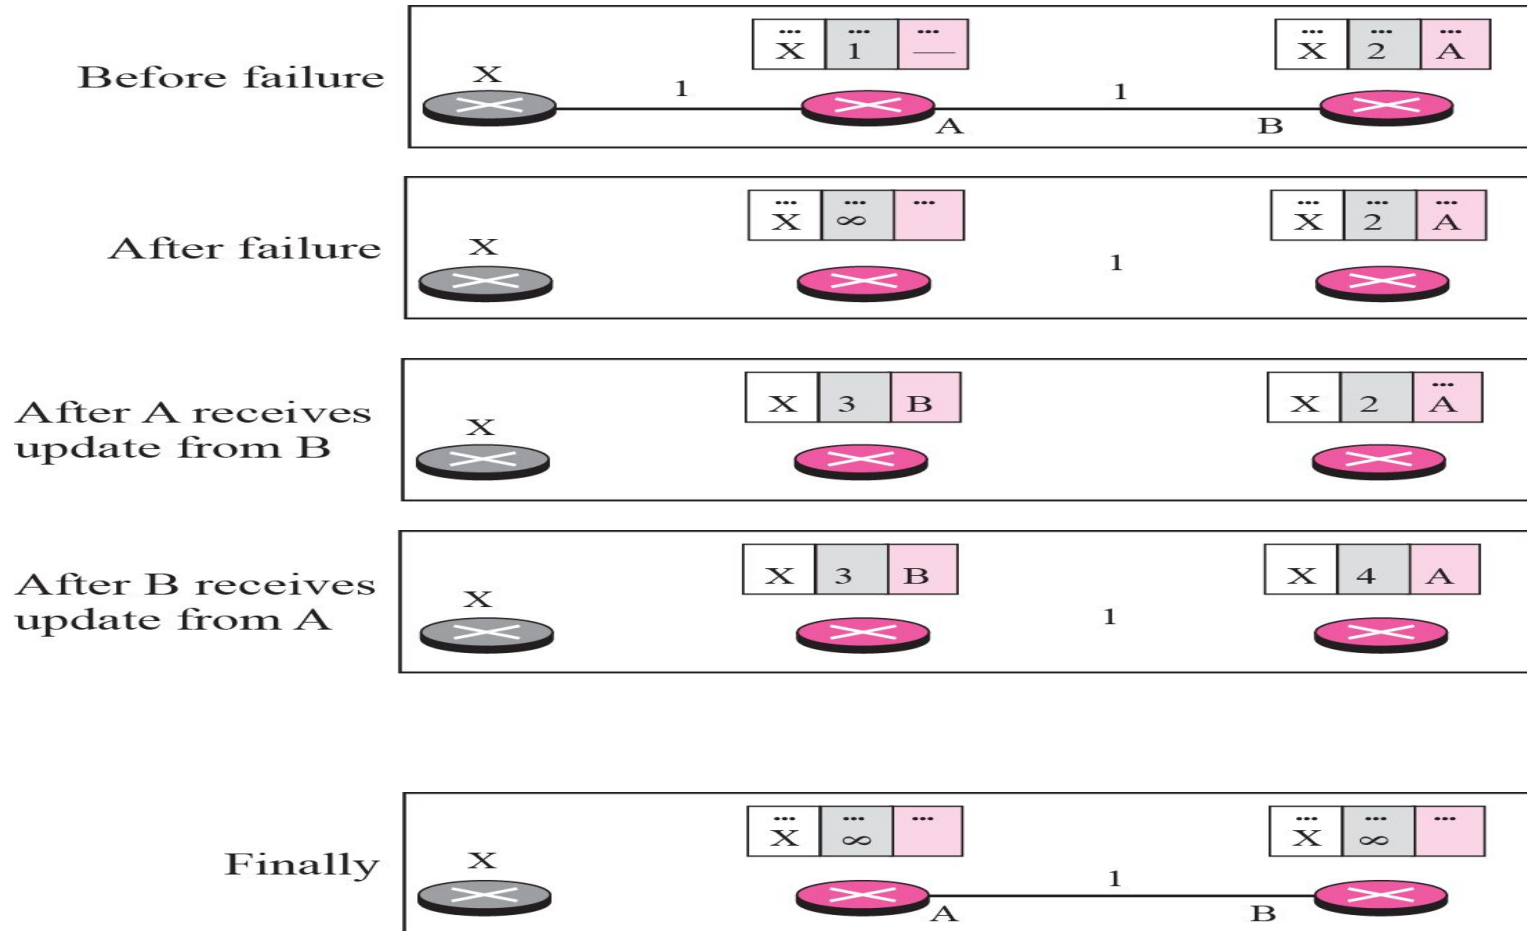 Before failure
... ... ...
X 1 —
... ... ...
X 2 A
X
1
1
A
B
After failure
... ... ...
X ∞
... ... ...
X 2 A
X
1
After A receives
update from B
X 3 B
...
X 2 A
X
After B receives
update from A
X 3 B
X 4 A
X
1
Finally
... ... ...
X ∞
... ... ...
X ∞
X
1
A
B